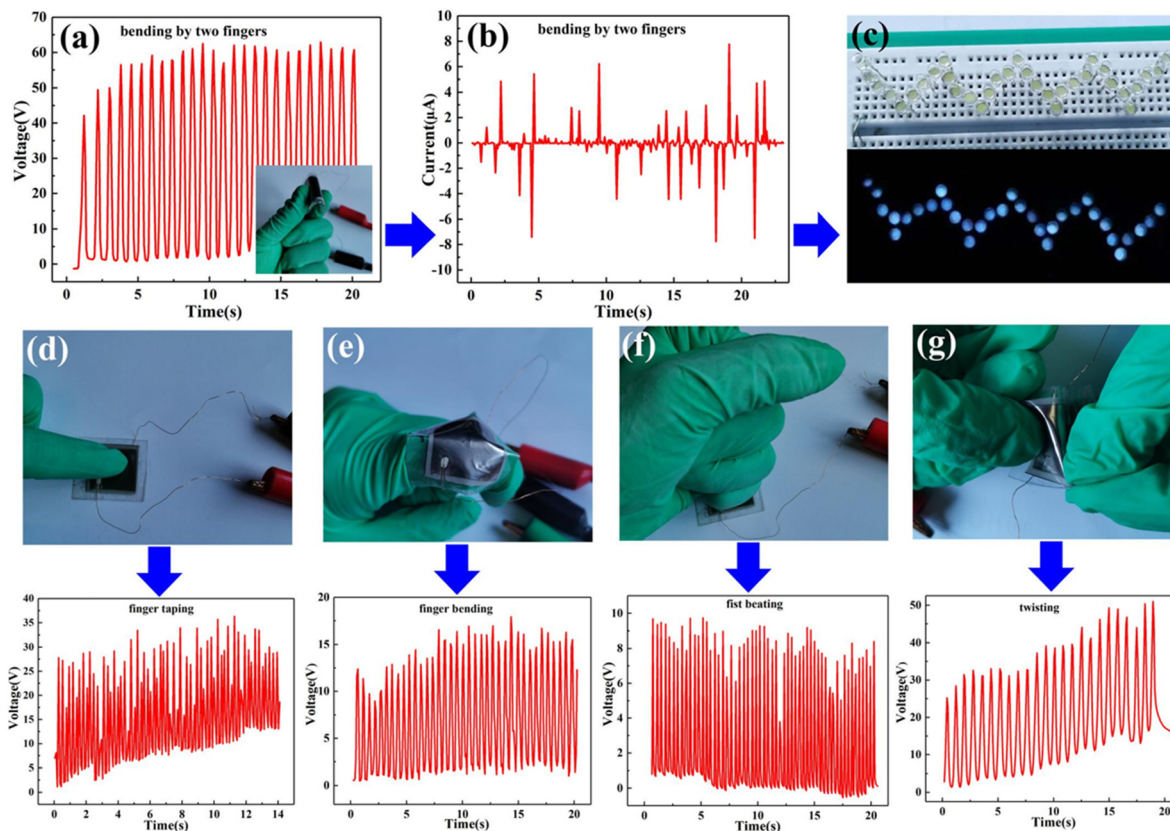 (a)
bending by two fingers
70
60
50
40
30
20
10
0
Voltage(V)
0 5 10 15 20
Time(s)
(b)
bending by two fingers
10
8
6
4
2
0
-2
-4
-6
-8
-10
Current(μA)
0 5 10 15 20
Time(s)
(c)
(d)
(e)
(f)
(g)
finger taping
40
35
30
25
20
15
10
5
0
Voltage(V)
0 2 4 6 8 10 12 14
Time(s)
finger bending
20
15
10
5
0
Voltage(V)
0 5 10 15 20
Time(s)
fist beating
10
8
6
4
2
0
Voltage(V)
0 5 10 15 20
Time(s)
twisting
50
40
30
20
10
0
Voltage(V)
0 5 10 15 20
Time(s)